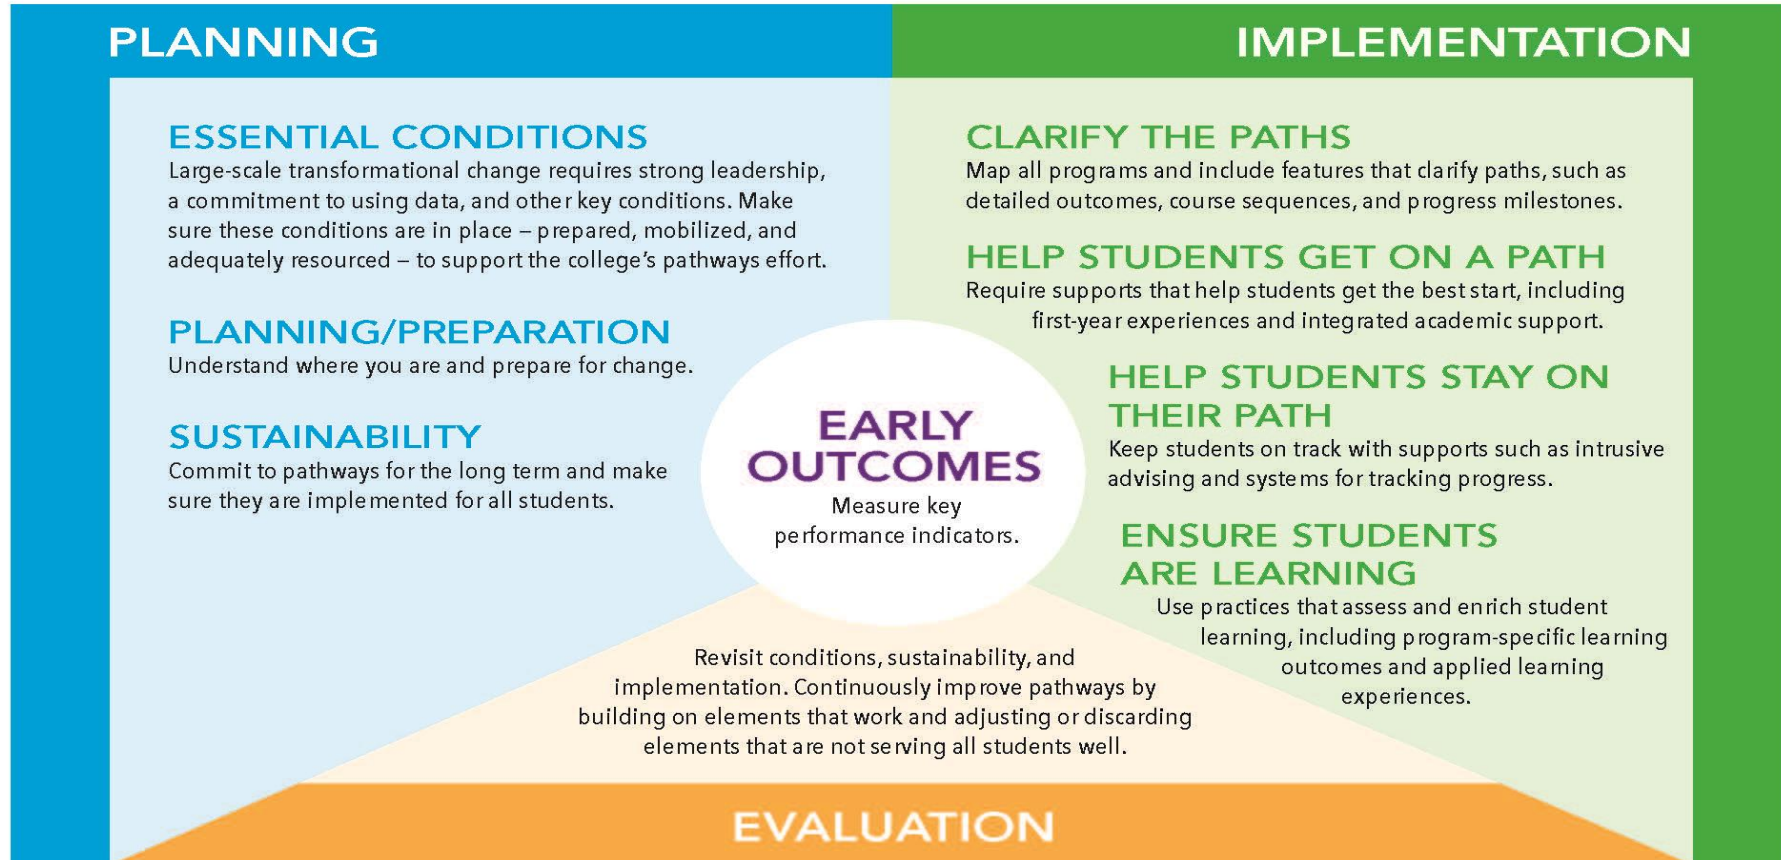 PLANNING
ESSENTIAL CONDITIONS
Large-scale transformational change requires strong leadership,
a commitment to using data, and other key conditions. Make
sure these conditions are in place – prepared, mobilized, and
adequately resourced – to support the college’s pathways effort.
PLANNING/PREPARATION
Understand where you are and prepare for change.
SUSTAINABILITY
Commit to pathways for the long term and make
sure they are implemented for all students.
IMPLEMENTATION
CLARIFY THE PATHS
Map all programs and include features that clarify paths, such as
detailed outcomes, course sequences, and progress milestones.
HELP STUDENTS GET ON A PATH
Require supports that help students get the best start, including
first-year experiences and integrated academic support.
HELP STUDENTS STAY ON
THEIR PATH
Keep students on track with supports such as intrusive
advising and systems for tracking progress.
ENSURE STUDENTS
ARE LEARNING
Use practices that assess and enrich student
learning, including program-specific learning
outcomes and applied learning
experiences.
EARLY
OUTCOMES
Measure key
performance indicators.
Revisit conditions, sustainability, and
implementation. Continuously improve pathways by
building on elements that work and adjusting or discarding
elements that are not serving all students well.
EVALUATION